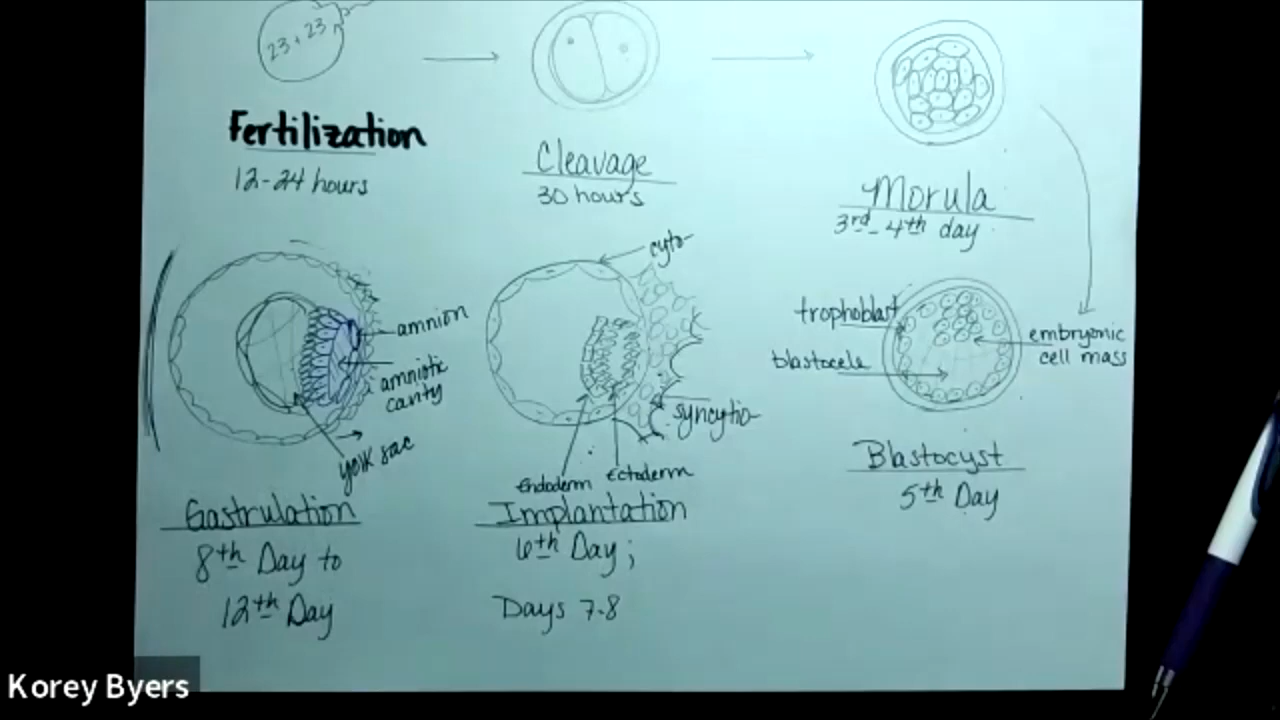 23 + 23
Fertilization
12-24 hours
Cleavage
30 hours
Morula
3rd - 4th day
amnion
amniotic
cavity
yolk sac
Gastrulation
8th Day to
12th Day
cyto-
syncytio-
Endoderm
Ectoderm
Implantation
6th Day;
Days 7-8
trophoblast
blastocele
embryonic
cell mass
Blastocyst
5th Day
Korey Byers